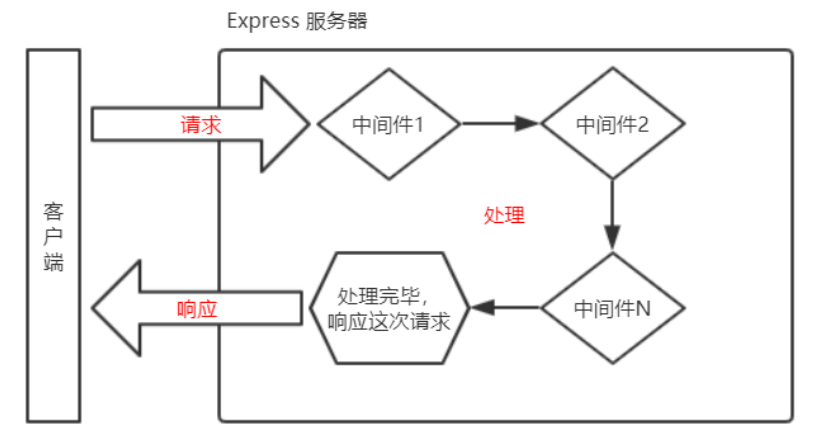 Express 服务器
客户端
请求
中间件1
中间件2
处理
响应
处理完毕，
响应这次请求
中间件N